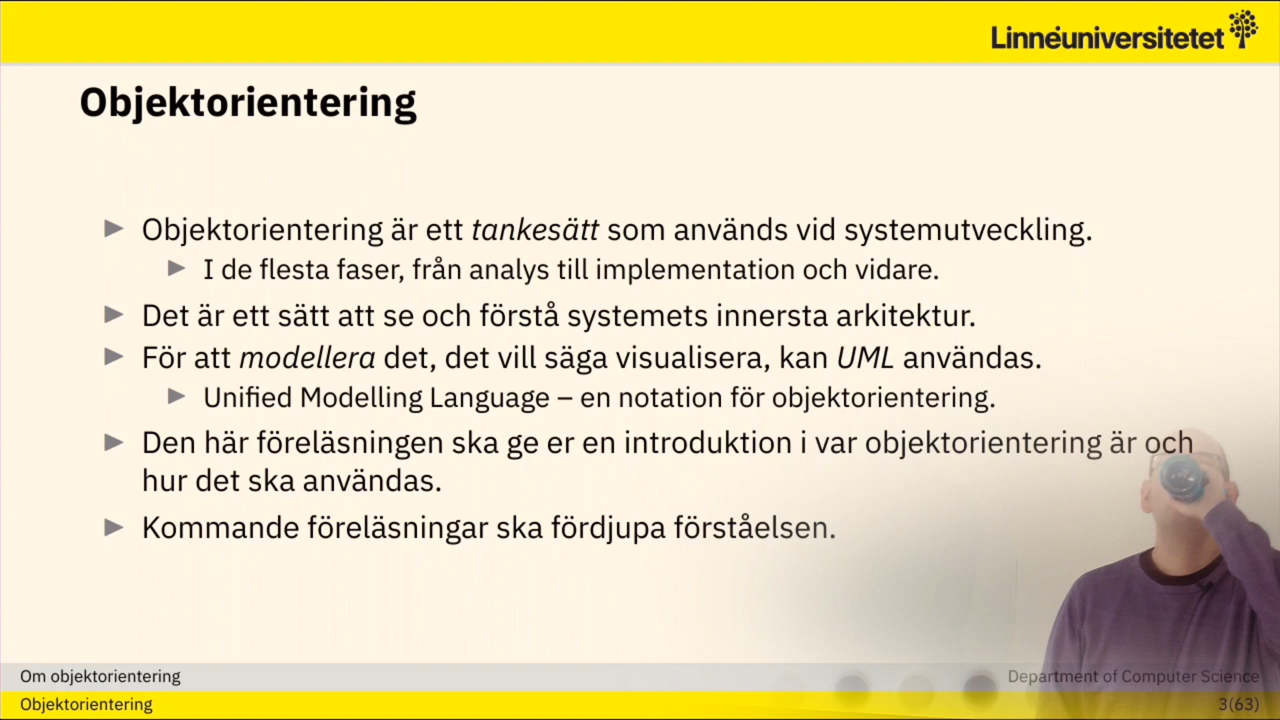 Linnéuniversitetet
Objektorientering
Objektorientering är ett tankesätt som används vid systemutveckling.
I de flesta faser, från analys till implementation och vidare.
Det är ett sätt att se och förstå systemets innersta arkitektur.
För att modellera det, det vill säga visualisera, kan UML användas.
Unified Modelling Language – en notation för objektorientering.
Den här föreläsningen ska ge er en introduktion i var objektorientering är och
hur det ska användas.
Kommande föreläsningar ska fördjupa förståelsen.
Om objektorientering
Department of Computer Science
Objektorientering
3(63)